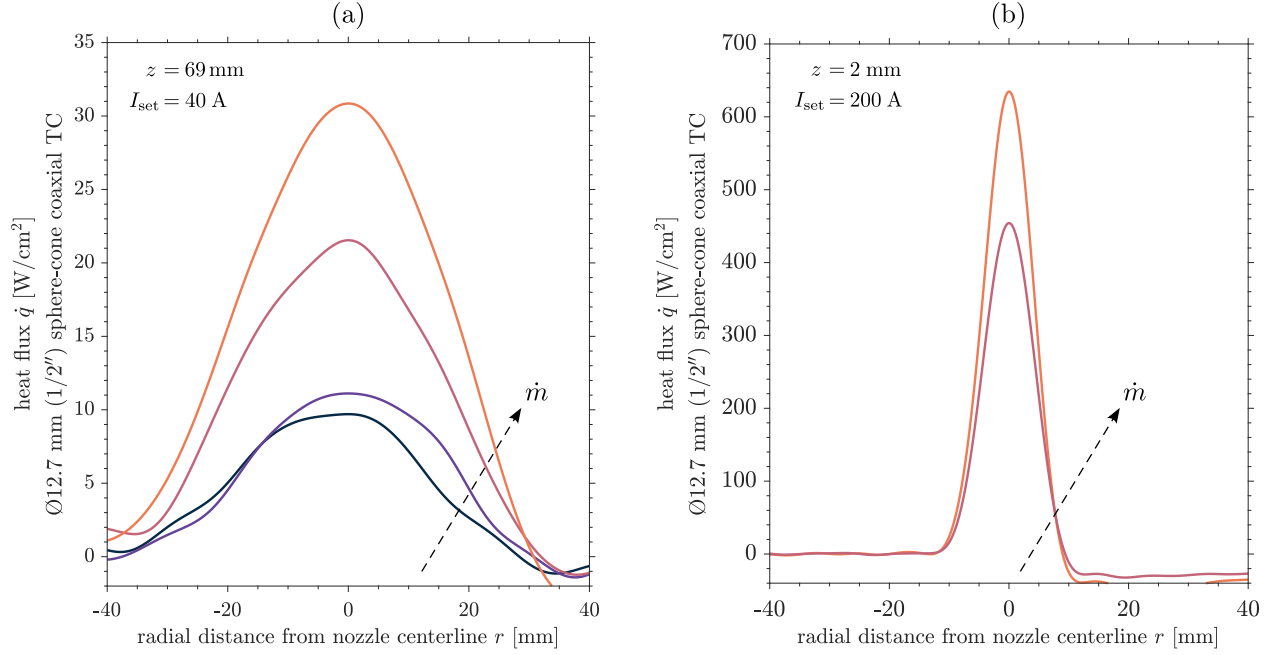 (a)
z = 69 mm
I_set = 40 A
heat flux q̇ [W/cm²]
Ø12.7 mm (1/2″) sphere-cone coaxial TC
35
30
25
20
15
10
5
0
ṁ
-40 -20 0 20 40
radial distance from nozzle centerline r [mm]
(b)
z = 2 mm
I_set = 200 A
heat flux q̇ [W/cm²]
Ø12.7 mm (1/2″) sphere-cone coaxial TC
700
600
500
400
300
200
100
0
ṁ
-40 -20 0 20 40
radial distance from nozzle centerline r [mm]